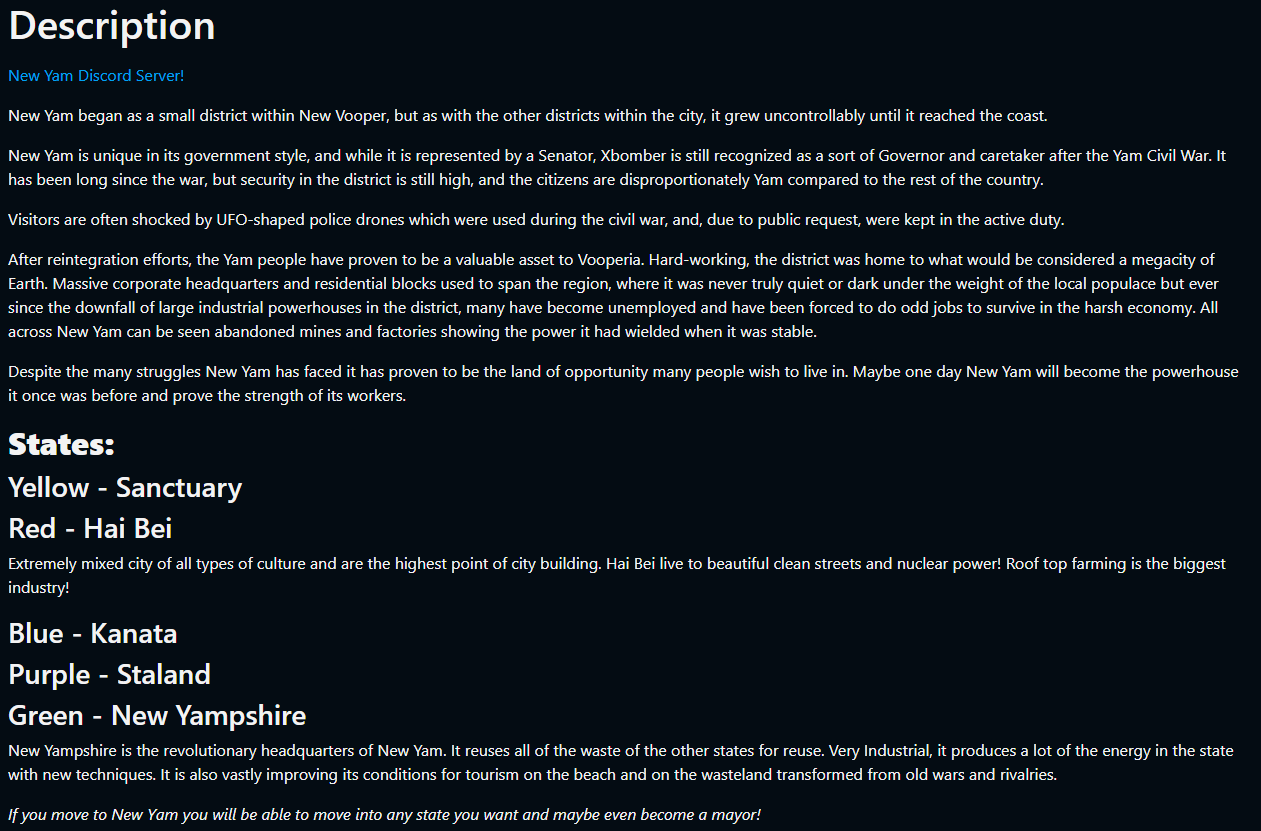 Description
New Yam Discord Server!
New Yam began as a small district within New Vooper, but as with the other districts within the city, it grew uncontrollably until it reached the coast.
New Yam is unique in its government style, and while it is represented by a Senator, Xbomber is still recognized as a sort of Governor and caretaker after the Yam Civil War. It
has been long since the war, but security in the district is still high, and the citizens are disproportionately Yam compared to the rest of the country.
Visitors are often shocked by UFO-shaped police drones which were used during the civil war, and, due to public request, were kept in the active duty.
After reintegration efforts, the Yam people have proven to be a valuable asset to Vooperia. Hard-working, the district was home to what would be considered a megacity of
Earth. Massive corporate headquarters and residential blocks used to span the region, where it was never truly quiet or dark under the weight of the local populace but ever
since the downfall of large industrial powerhouses in the district, many have become unemployed and have been forced to do odd jobs to survive in the harsh economy. All
across New Yam can be seen abandoned mines and factories showing the power it had wielded when it was stable.
Despite the many struggles New Yam has faced it has proven to be the land of opportunity many people wish to live in. Maybe one day New Yam will become the powerhouse
it once was before and prove the strength of its workers.
States:
Yellow - Sanctuary
Red - Hai Bei
Extremely mixed city of all types of culture and are the highest point of city building. Hai Bei live to beautiful clean streets and nuclear power! Roof top farming is the biggest
industry!
Blue - Kanata
Purple - Staland
Green - New Yampshire
New Yampshire is the revolutionary headquarters of New Yam. It reuses all of the waste of the other states for reuse. Very Industrial, it produces a lot of the energy in the state
with new techniques. It is also vastly improving its conditions for tourism on the beach and on the wasteland transformed from old wars and rivalries.
If you move to New Yam you will be able to move into any state you want and maybe even become a mayor!